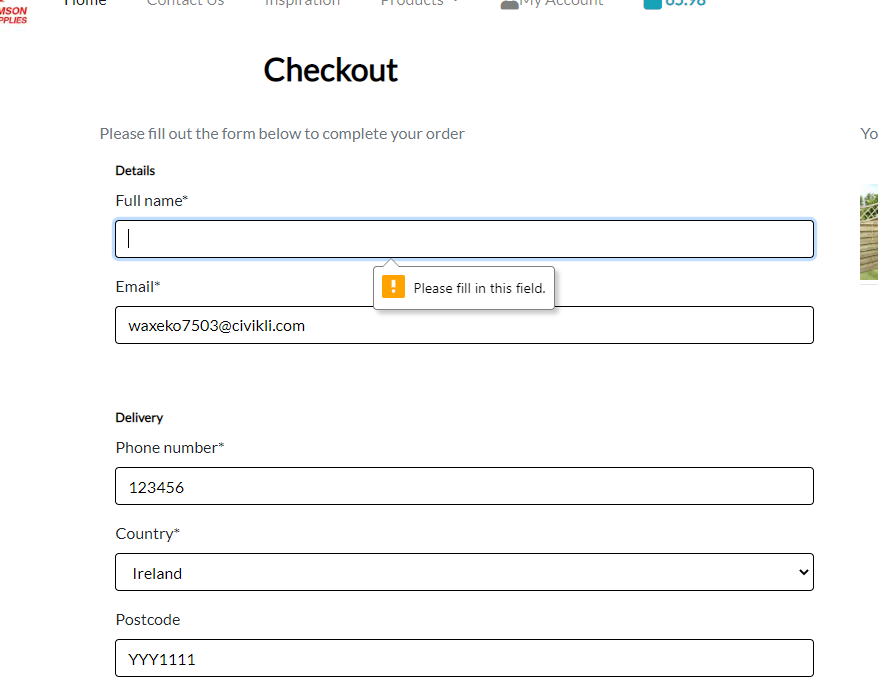 MSON
PPLIES
Home
Contact Us
Inspiration
Products
My Account
65.98
Checkout
Please fill out the form below to complete your order
Yo
Details
Full name*
Please fill in this field.
Email*
waxeko7503@civikli.com
Delivery
Phone number*
123456
Country*
Ireland
Postcode
YYY1111